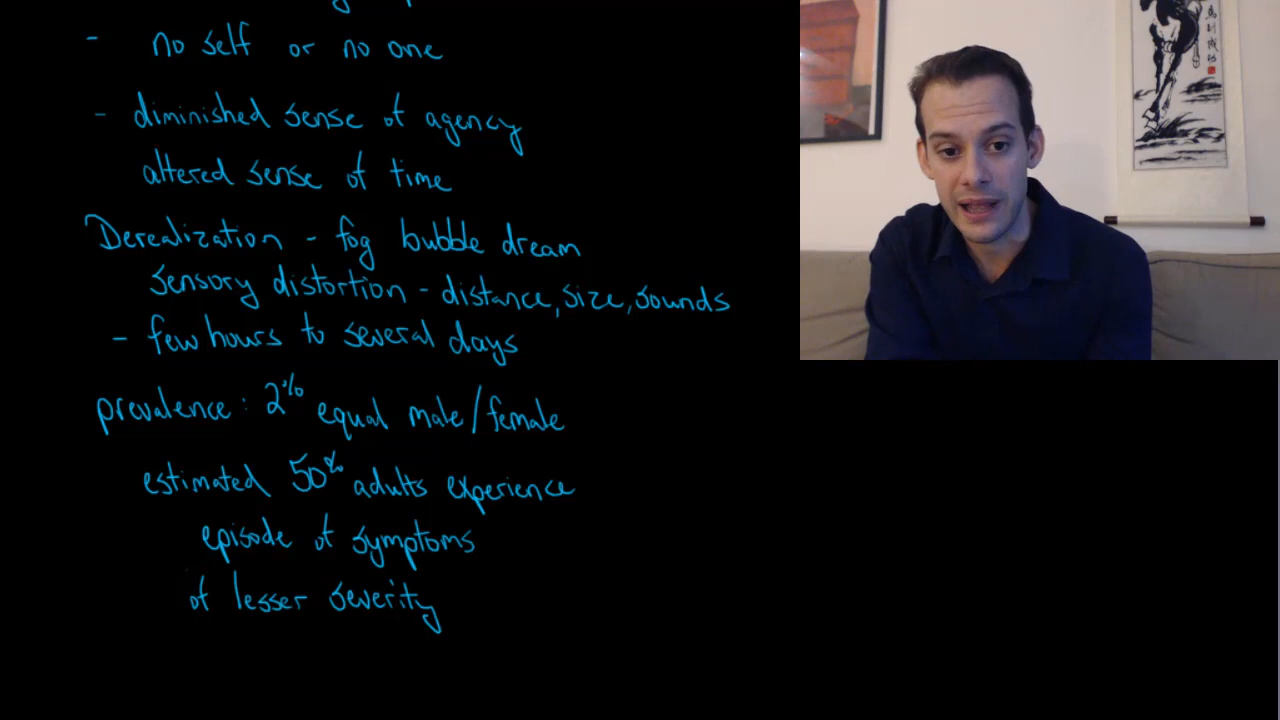 - no self or no one
- diminished sense of agency
altered sense of time
Derealization - fog bubble dream
sensory distortion - distance, size, sounds
- few hours to several days
prevalence: 2% equal male/female
estimated 50% adults experience
episode of symptoms
of lesser severity